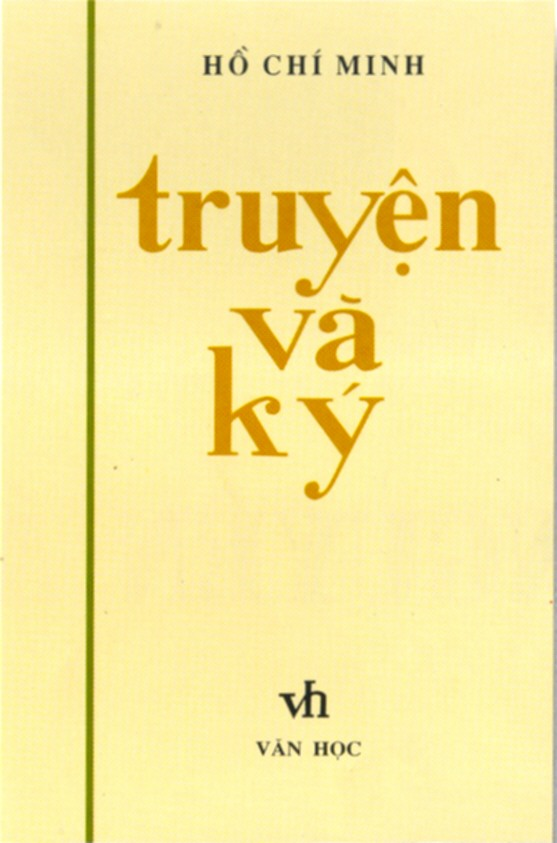 HỒ CHÍ MINH
truyện
và
ký
vh
VĂN HỌC